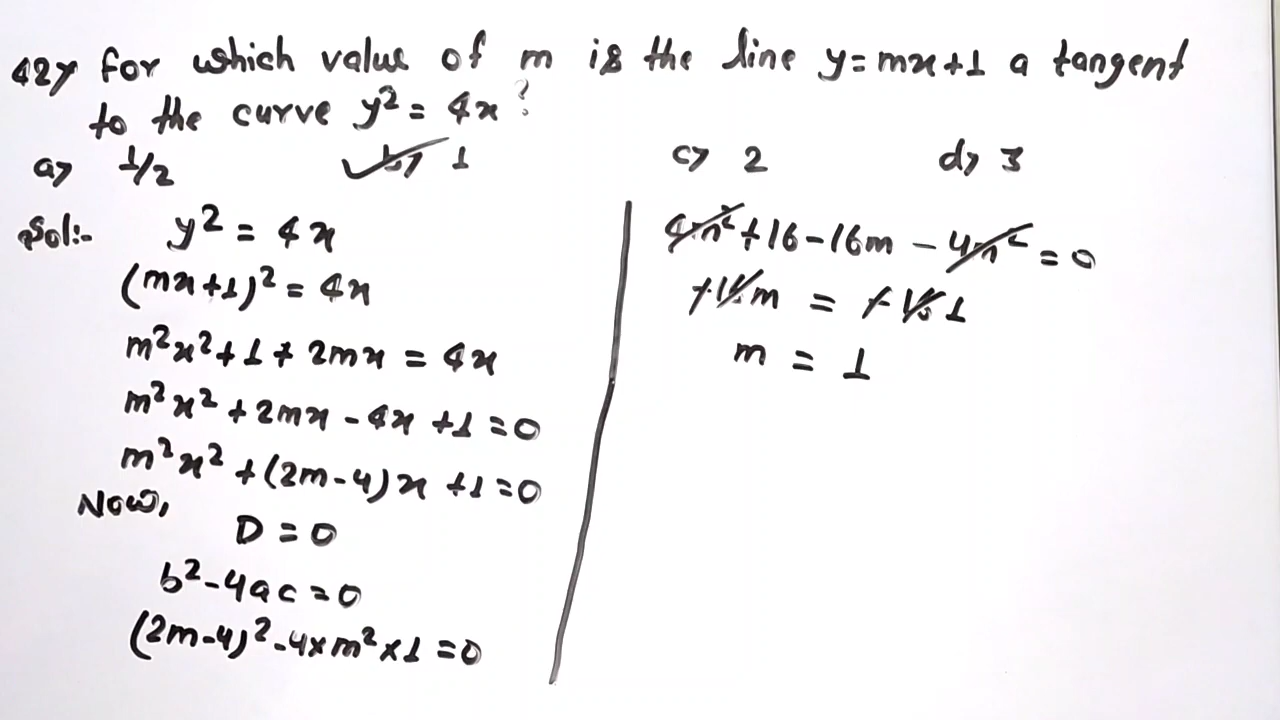 42> for which value of m is the line y=mx+1 a tangent
to the curve y² = 4x ?
a> 1/2 b> 1 c> 2 d> 3
Sol:- y² = 4x
(mx+1)² = 4x
m²x²+1+2mx = 4x
m²x²+2mx-4x+1=0
m²x²+(2m-4)x+1=0
Now,
D=0
b²-4ac=0
(2m-4)²-4xm²x1=0
4m²+16-16m-4m²=0
+16m = +16 1
m = 1